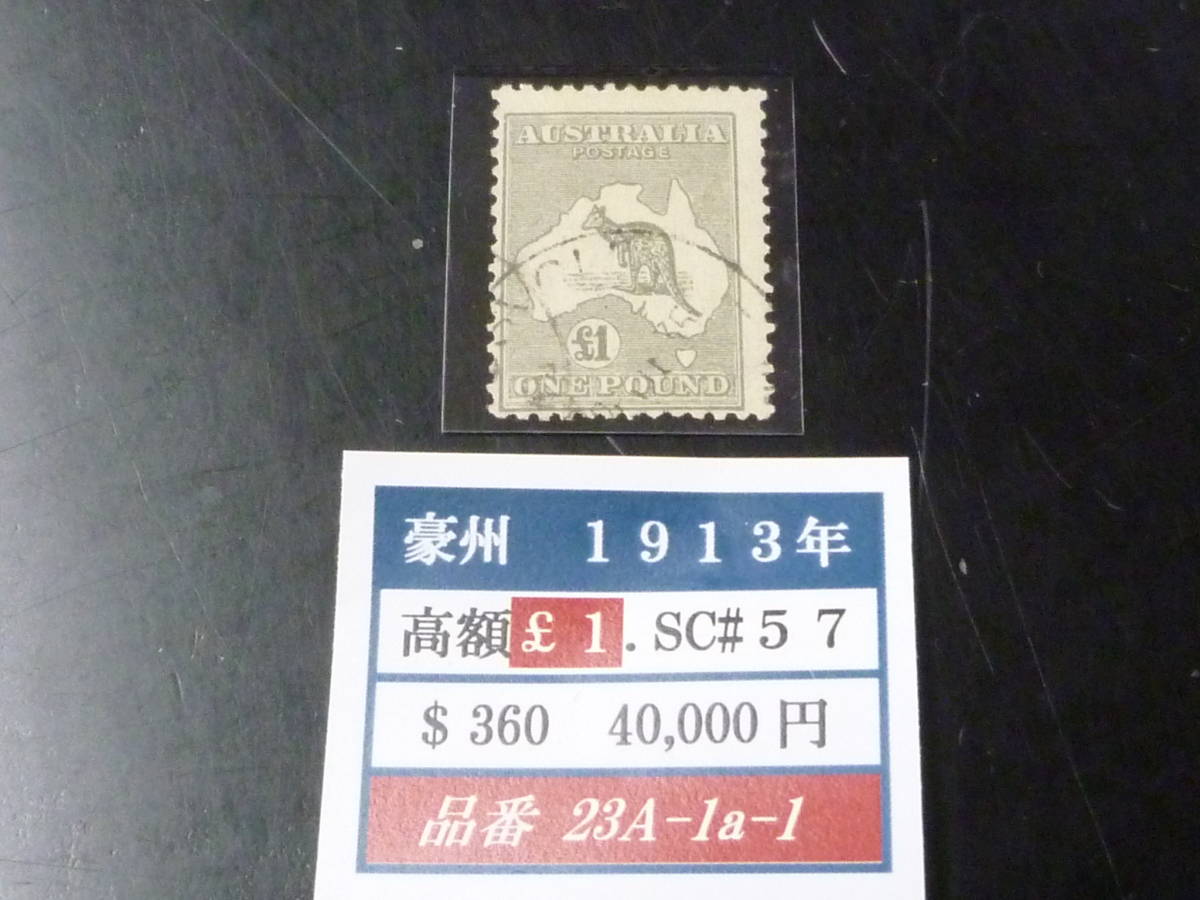 AUSTRALIA
POSTAGE
£1
ONE POUND
豪州 1913年
高額£1.SC#57
$360 40,000円
品番 23A-1a-1